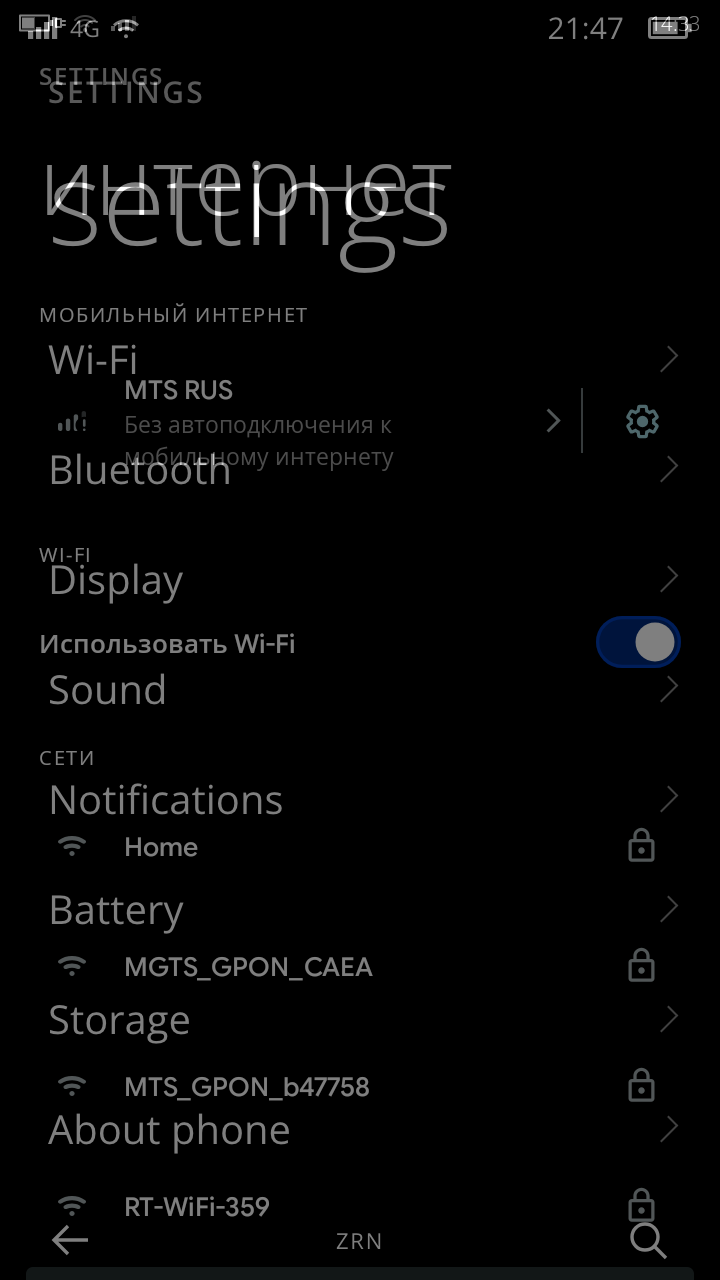 4G 21:47 14:33
SETTINGS
SETTINGS
интернет
settings
МОБИЛЬНЫЙ ИНТЕРНЕТ
Wi-Fi
MTS RUS
Без автоподключения к
мобильному интернету
Bluetooth
WI-FI
Display
Использовать Wi-Fi
Sound
СЕТИ
Notifications
Home
Battery
MGTS_GPON_CAEA
Storage
MTS_GPON_b47758
About phone
RT-WiFi-359
ZRN